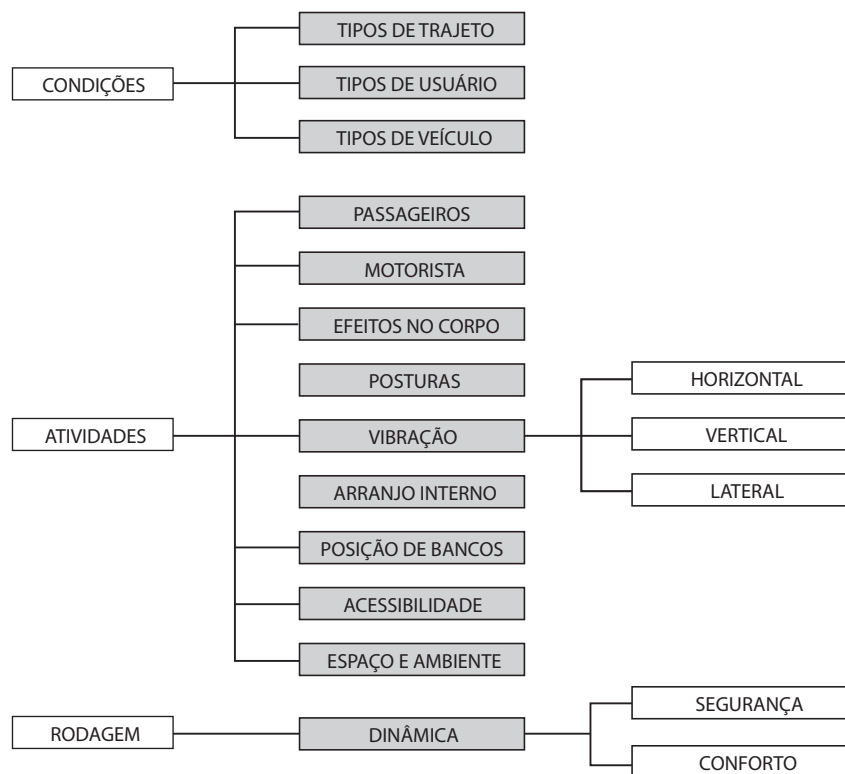 TIPOS DE TRAJETO
CONDIÇÕES
TIPOS DE USUÁRIO
TIPOS DE VEÍCULO
PASSAGEIROS
MOTORISTA
EFEITOS NO CORPO
POSTURAS
HORIZONTAL
ATIVIDADES
VIBRAÇÃO
VERTICAL
ARRANJO INTERNO
LATERAL
POSIÇÃO DE BANCOS
ACESSIBILIDADE
ESPAÇO E AMBIENTE
SEGURANÇA
RODAGEM
DINÂMICA
CONFORTO